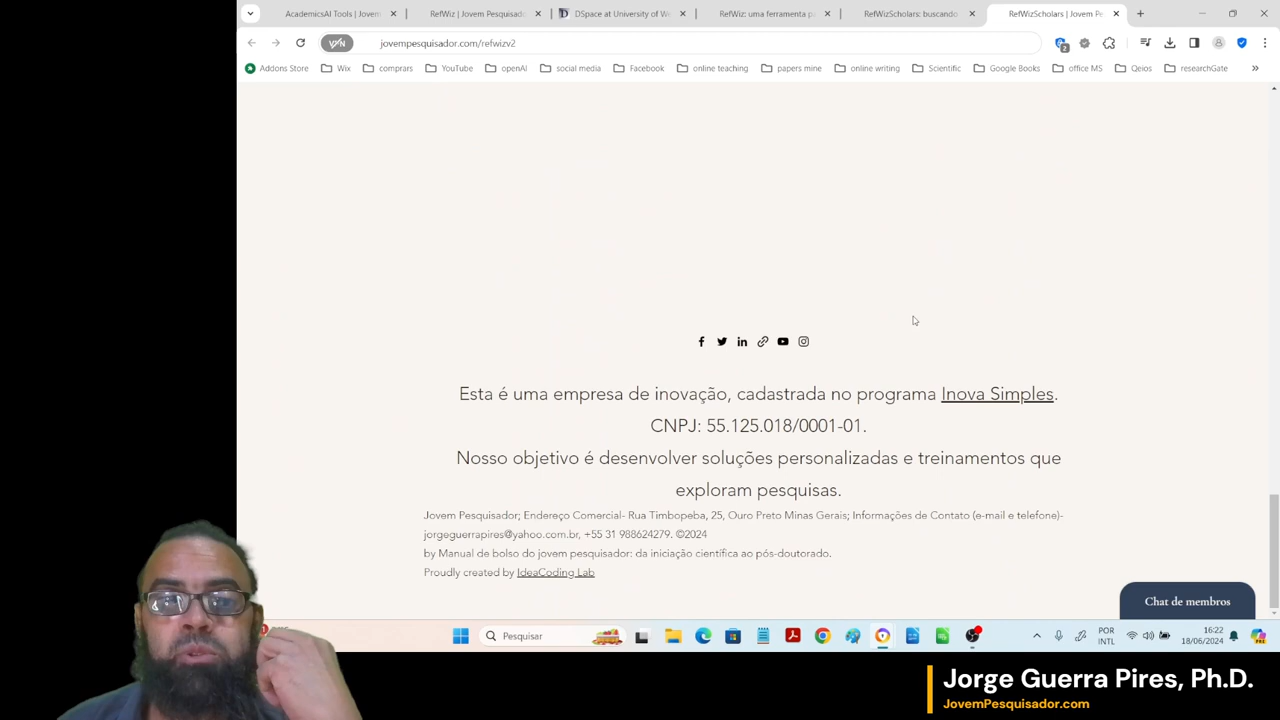 AcademicsAI Tools | Jovem
RefWiz | Jovem Pesquisado
DSpace at University of We
RefWiz: uma ferramenta pa
RefWizScholars: buscando
RefWizScholars | Jovem Pe
VPN
jovempesquisador.com/refwizv2
2
Addons Store
Wix
comprars
YouTube
openAI
social media
Facebook
online teaching
papers mine
online writing
Scientific
Google Books
office MS
Qeios
researchGate
Esta é uma empresa de inovação, cadastrada no programa Inova Simples.
CNPJ: 55.125.018/0001-01.
Nosso objetivo é desenvolver soluções personalizadas e treinamentos que
exploram pesquisas.
Jovem Pesquisador; Endereço Comercial- Rua Timbopeba, 25, Ouro Preto Minas Gerais; Informações de Contato (e-mail e telefone)-
jorgeguerrapires@yahoo.com.br, +55 31 988624279. ©2024
by Manual de bolso do jovem pesquisador: da iniciação científica ao pós-doutorado.
Proudly created by IdeaCoding Lab
Chat de membros
Pesquisar
POR
INTL
16:22
18/06/2024
Jorge Guerra Pires, Ph.D.
JovemPesquisador.com